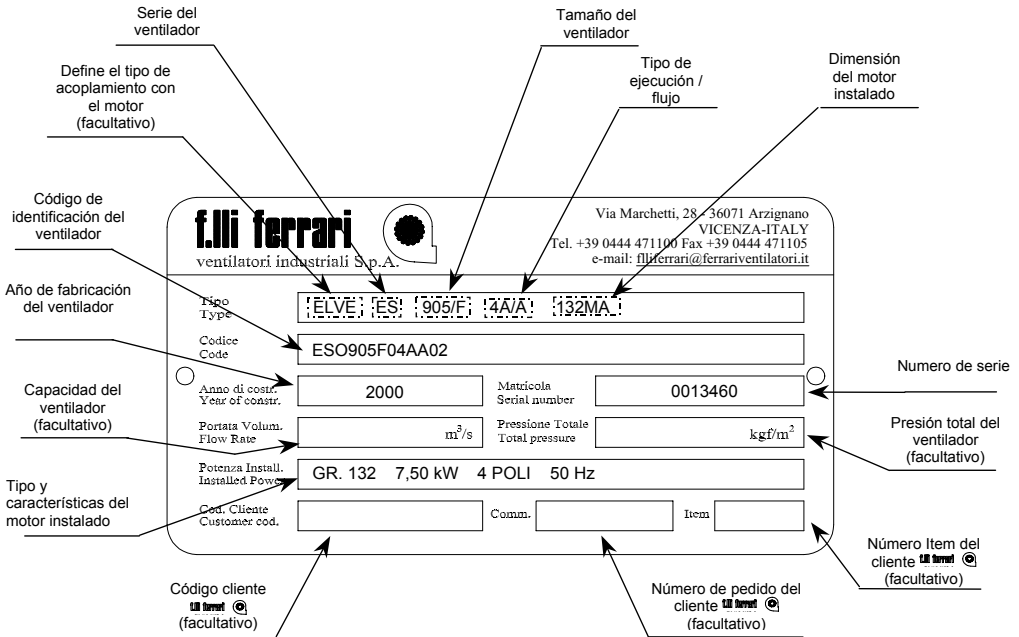 Serie del
ventilador
Tamaño del
ventilador
Define el tipo de
acoplamiento con
el motor
(facultativo)
Tipo de
ejecución /
flujo
Dimensión
del motor
instalado
Código de
identificación del
ventilador
Año de fabricación
del ventilador
Capacidad del
ventilador
(facultativo)
Tipo y
características del
motor instalado
f.lli ferrari
ventilatori industriali S.p.A.
Via Marchetti, 28 - 36071 Arzignano
VICENZA-ITALY
Tel. +39 0444 471100 Fax +39 0444 471105
e-mail: flliferrari@ferrariventilatori.it
Tipo
Type
ELVE ES 905/F 4A/A 132MA
Codice
Code
ESO905F04AA02
Anno di costr.
Year of constr.
2000
Matricola
Serial number
0013460
Portata Volum.
Flow Rate
m³/s
Pressione Totale
Total pressure
kgf/m²
Potenza Install.
Installed Power
GR. 132 7,50 kW 4 POLI 50 Hz
Cod. Cliente
Customer cod.
Comm.
Item
Numero de serie
Presión total del
ventilador
(facultativo)
Código cliente
f.lli ferrari
(facultativo)
Número de pedido del
cliente f.lli ferrari
(facultativo)
Número Item del
cliente f.lli ferrari
(facultativo)